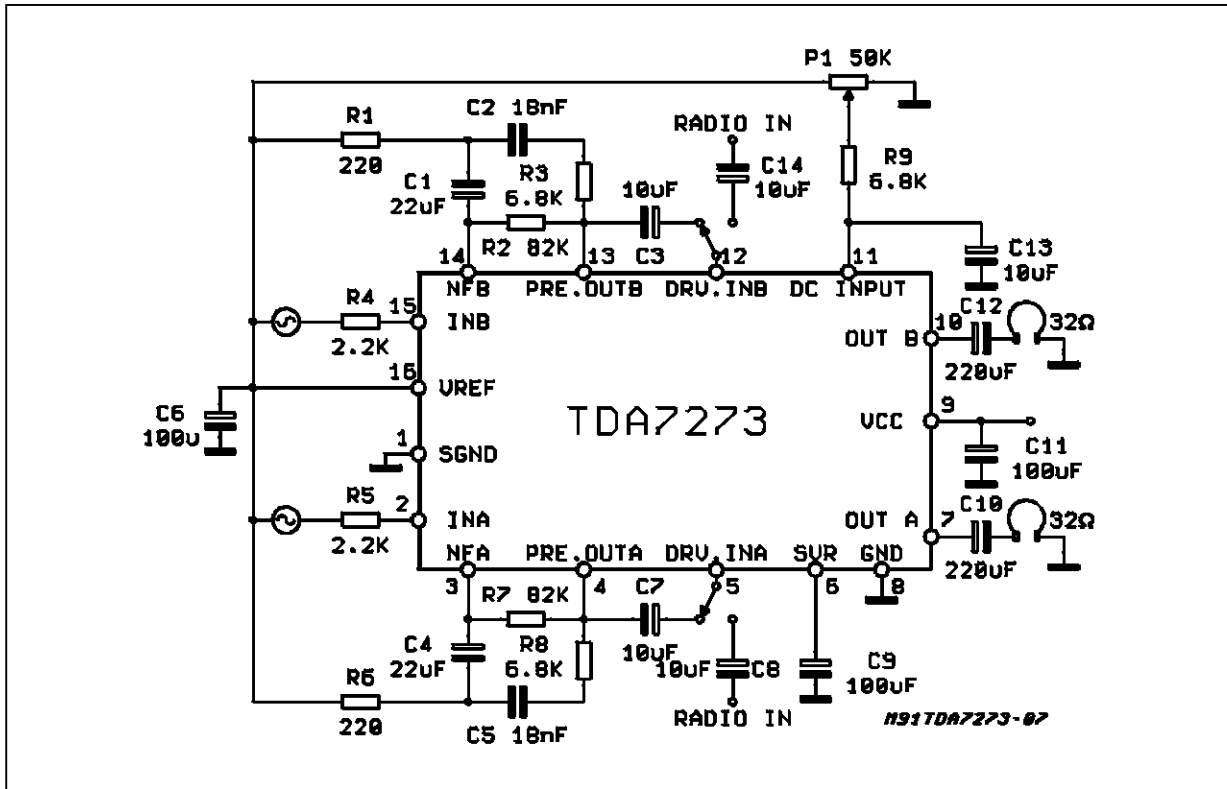 P1 50K
C2 18nF
R1
RADIO IN
220
R3
6.8K
C1
22uF
10uF
C14
10uF
R9
6.8K
R2 82K
C3
14
13
12
11
C13
10uF
NFB
PRE.OUTB
DRV.INB
DC INPUT
R4
15
INB
2.2K
C12
10
32Ω
OUT B
220uF
16
VREF
C6
100u
TDA7273
9
VCC
C11
100uF
1
SGND
R5
2
INA
2.2K
C10
7
32Ω
OUT A
220uF
NFA
PRE.OUTA
DRV.INA
SVR
GND
3
4
5
6
8
R7 82K
C7
C4
22uF
R8
6.8K
10uF
10uF
C8
C9
100uF
R6
220
C5 18nF
RADIO IN
M91TDA7273-07